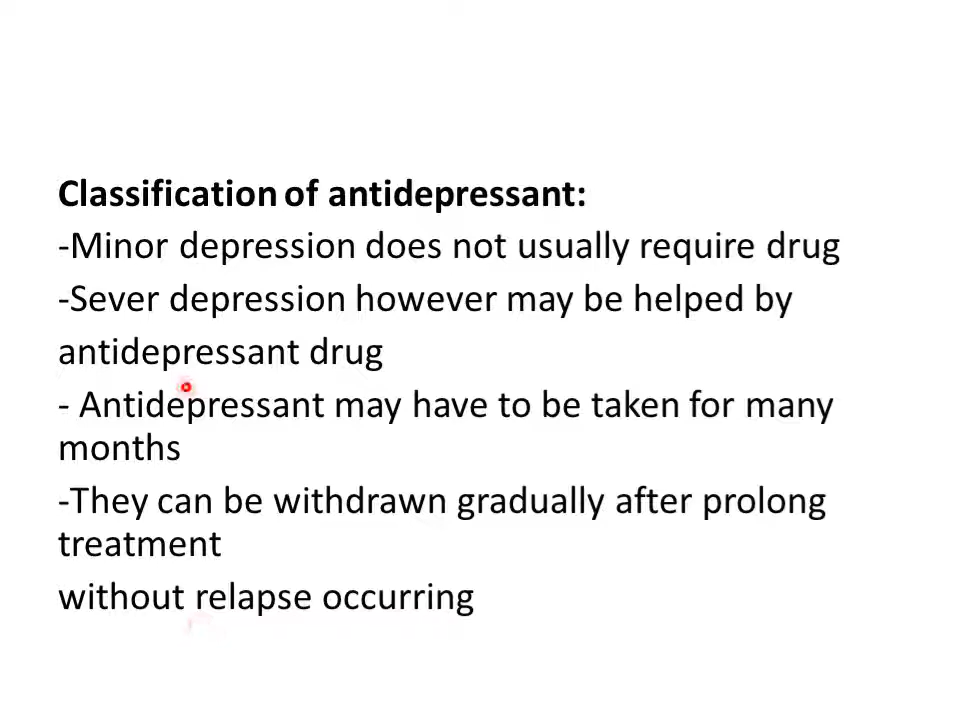 Classification of antidepressant:
-Minor depression does not usually require drug
-Sever depression however may be helped by
antidepressant drug
- Antidepressant may have to be taken for many
months
-They can be withdrawn gradually after prolong
treatment
without relapse occurring